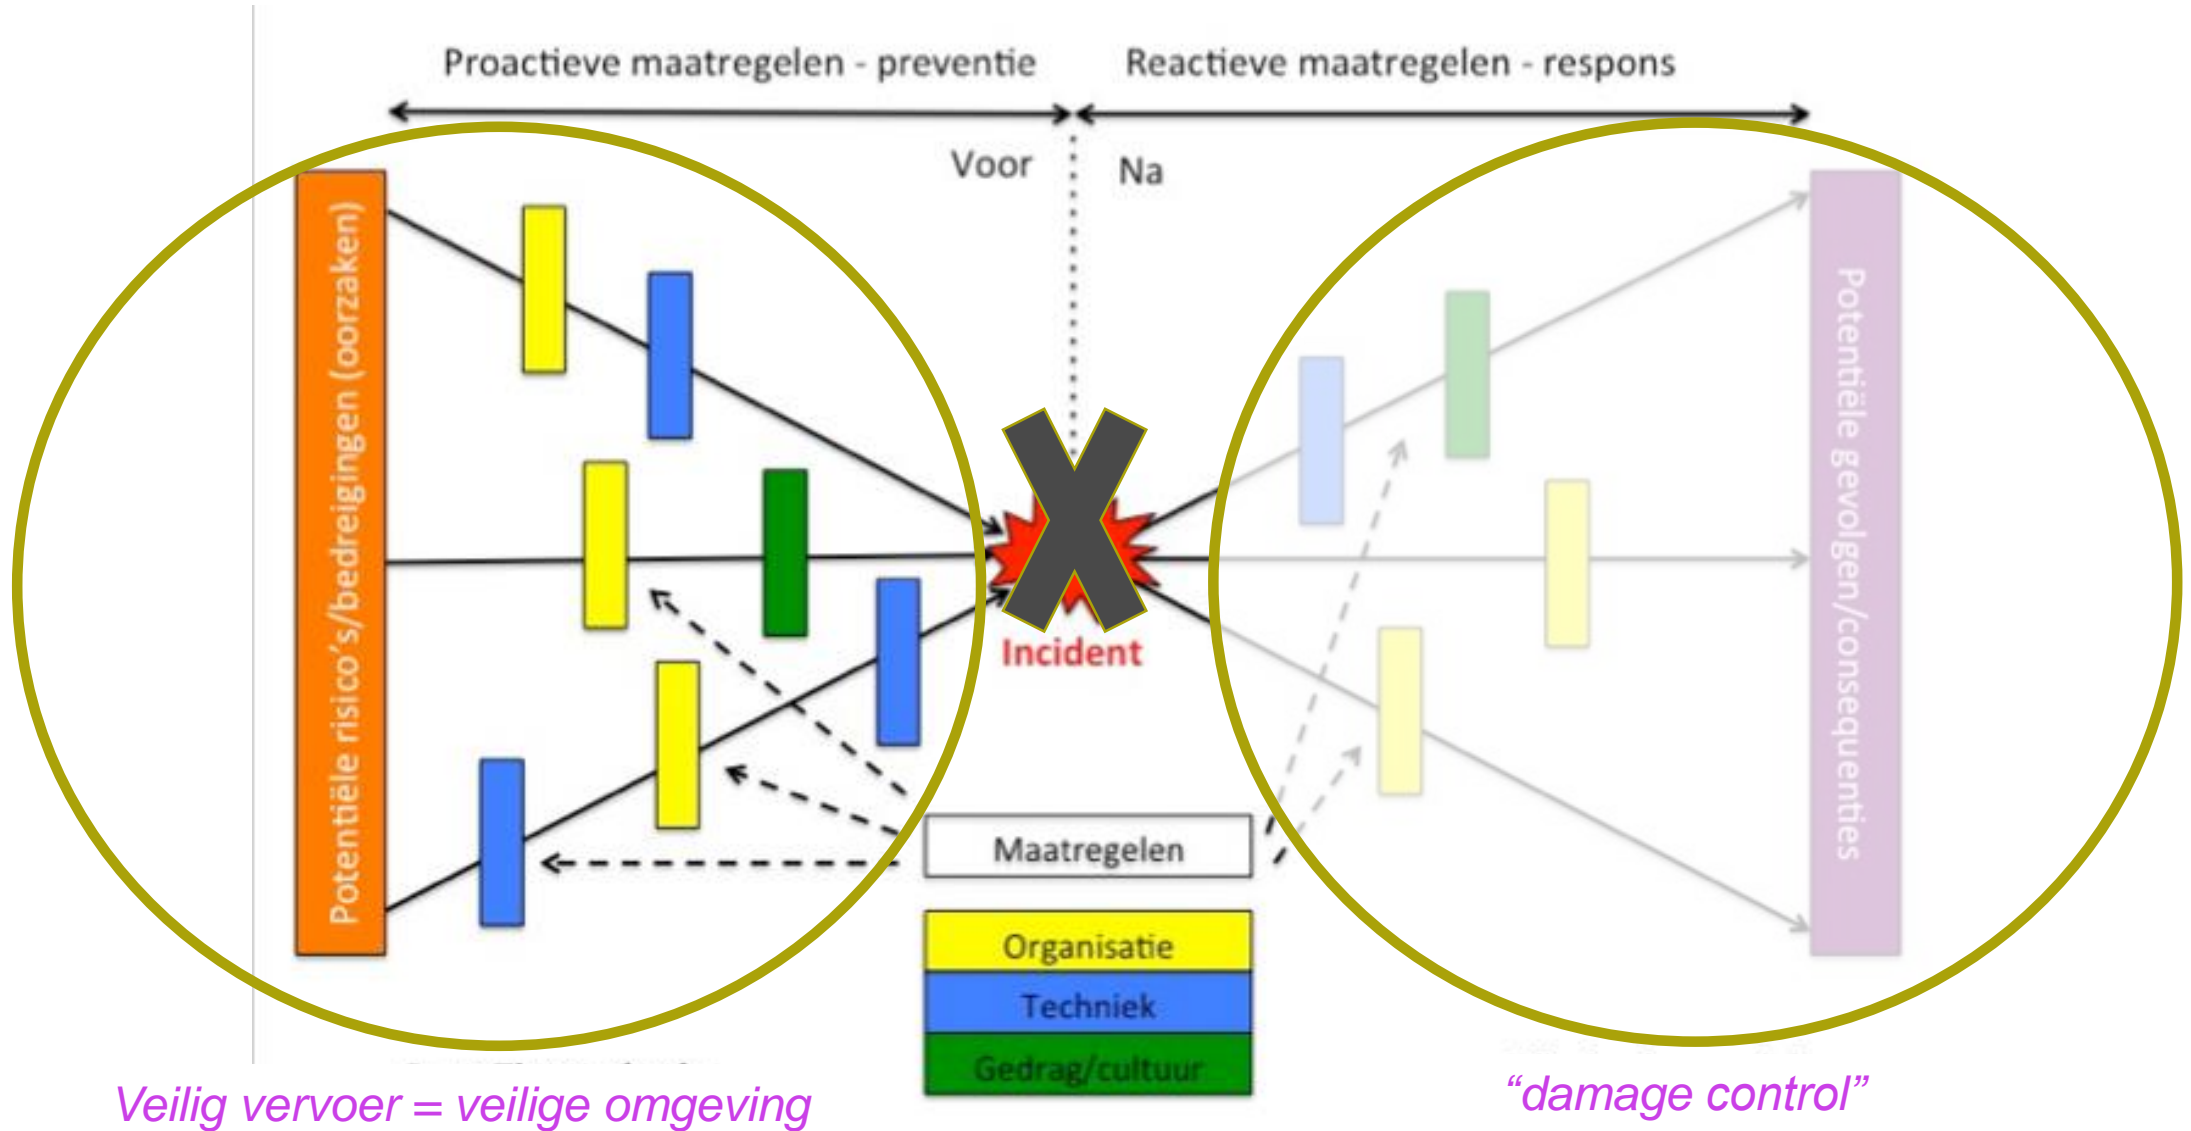 Proactieve maatregelen - preventie
Reactieve maatregelen - respons
Voor
Na
Potentiële risico's/bedreigingen (oorzaken)
Potentiële gevolgen/consequenties
Incident
Maatregelen
Organisatie
Techniek
Gedrag/cultuur
Veilig vervoer = veilige omgeving
“damage control”